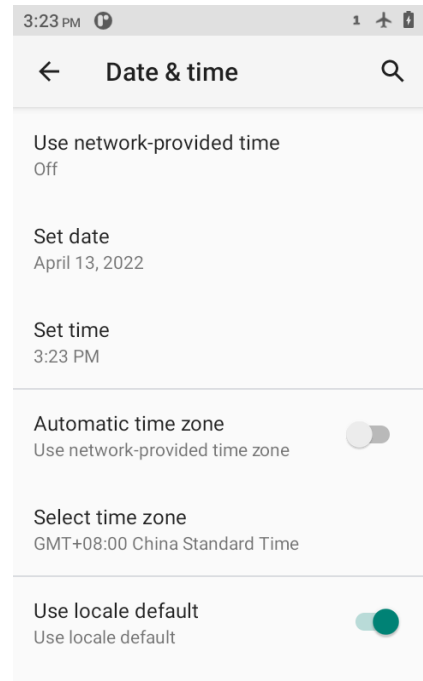 3:23 PM
1
Date & time
Use network-provided time
Off
Set date
April 13, 2022
Set time
3:23 PM
Automatic time zone
Use network-provided time zone
Select time zone
GMT+08:00 China Standard Time
Use locale default
Use locale default